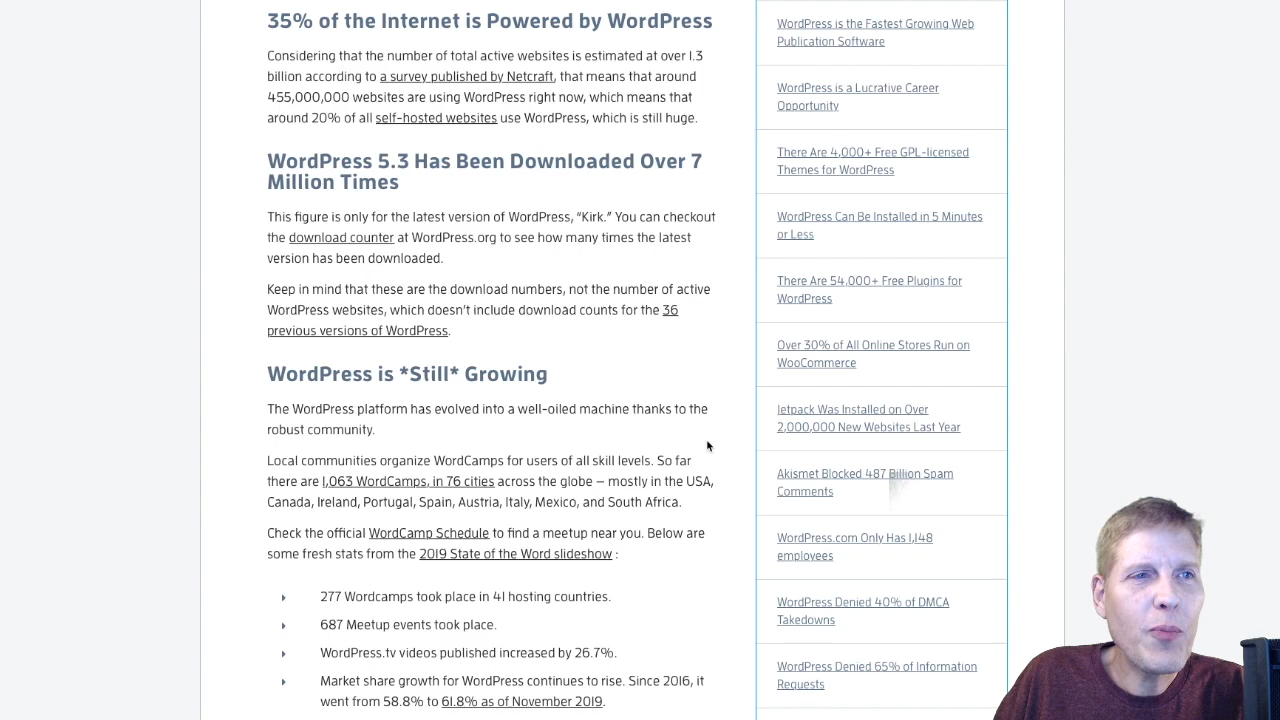 35% of the Internet is Powered by WordPress
Considering that the number of total active websites is estimated at over 1.3
billion according to a survey published by Netcraft, that means that around
455,000,000 websites are using WordPress right now, which means that
around 20% of all self-hosted websites use WordPress, which is still huge.
WordPress 5.3 Has Been Downloaded Over 7
Million Times
This figure is only for the latest version of WordPress, “Kirk.” You can checkout
the download counter at WordPress.org to see how many times the latest
version has been downloaded.
Keep in mind that these are the download numbers, not the number of active
WordPress websites, which doesn’t include download counts for the 36
previous versions of WordPress.
WordPress is *Still* Growing
The WordPress platform has evolved into a well-oiled machine thanks to the
robust community.
Local communities organize WordCamps for users of all skill levels. So far
there are 1,063 WordCamps, in 76 cities across the globe – mostly in the USA,
Canada, Ireland, Portugal, Spain, Austria, Italy, Mexico, and South Africa.
Check the official WordCamp Schedule to find a meetup near you. Below are
some fresh stats from the 2019 State of the Word slideshow :
277 Wordcamps took place in 41 hosting countries.
687 Meetup events took place.
WordPress.tv videos published increased by 26.7%.
Market share growth for WordPress continues to rise. Since 2016, it
went from 58.8% to 61.8% as of November 2019.
WordPress is the Fastest Growing Web
Publication Software
WordPress is a Lucrative Career
Opportunity
There Are 4,000+ Free GPL-licensed
Themes for WordPress
WordPress Can Be Installed in 5 Minutes
or Less
There Are 54,000+ Free Plugins for
WordPress
Over 30% of All Online Stores Run on
WooCommerce
Jetpack Was Installed on Over
2,000,000 New Websites Last Year
Akismet Blocked 487 Billion Spam
Comments
WordPress.com Only Has 1,148
employees
WordPress Denied 40% of DMCA
Takedowns
WordPress Denied 65% of Information
Requests